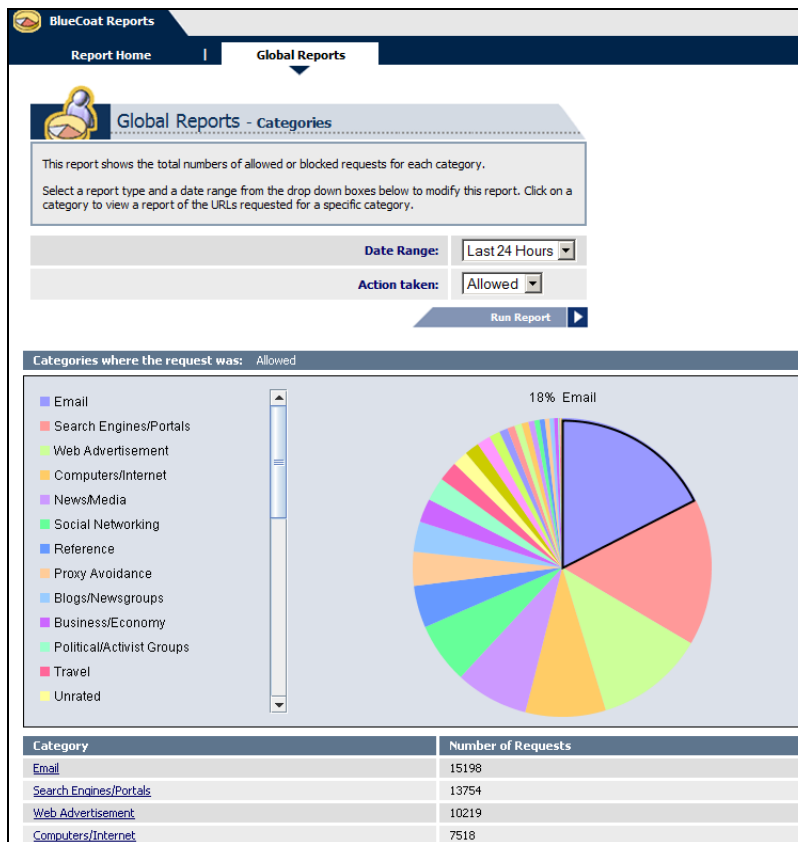 BlueCoat Reports
Report Home | Global Reports
Global Reports - Categories
This report shows the total numbers of allowed or blocked requests for each category.
Select a report type and a date range from the drop down boxes below to modify this report. Click on a
category to view a report of the URLs requested for a specific category.
Date Range: Last 24 Hours
Action taken: Allowed
Run Report
Categories where the request was: Allowed
18% Email
Email
Search Engines/Portals
Web Advertisement
Computers/Internet
News/Media
Social Networking
Reference
Proxy Avoidance
Blogs/Newsgroups
Business/Economy
Political/Activist Groups
Travel
Unrated
Category Number of Requests
Email 15198
Search Engines/Portals 13754
Web Advertisement 10219
Computers/Internet 7518